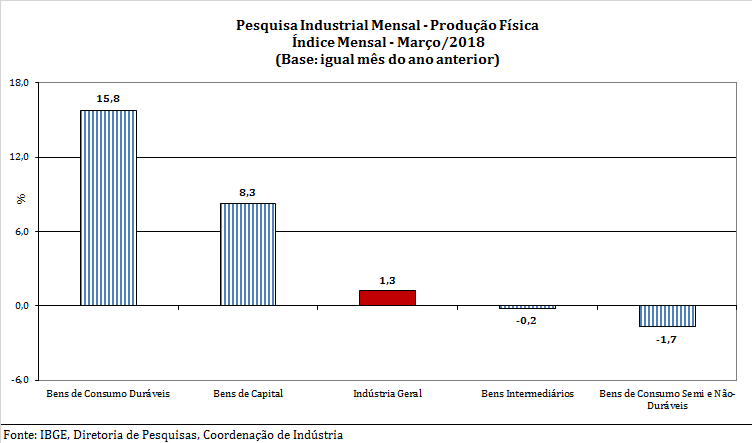 Pesquisa Industrial Mensal - Produção Física
Índice Mensal - Março/2018
(Base: igual mês do ano anterior)
18,0
15,8
12,0
8,3
%
6,0
1,3
0,0
-0,2
-1,7
-6,0
Bens de Consumo Duráveis
Bens de Capital
Indústria Geral
Bens Intermediários
Bens de Consumo Semi e Não-
Duráveis
Fonte: IBGE, Diretoria de Pesquisas, Coordenação de Indústria